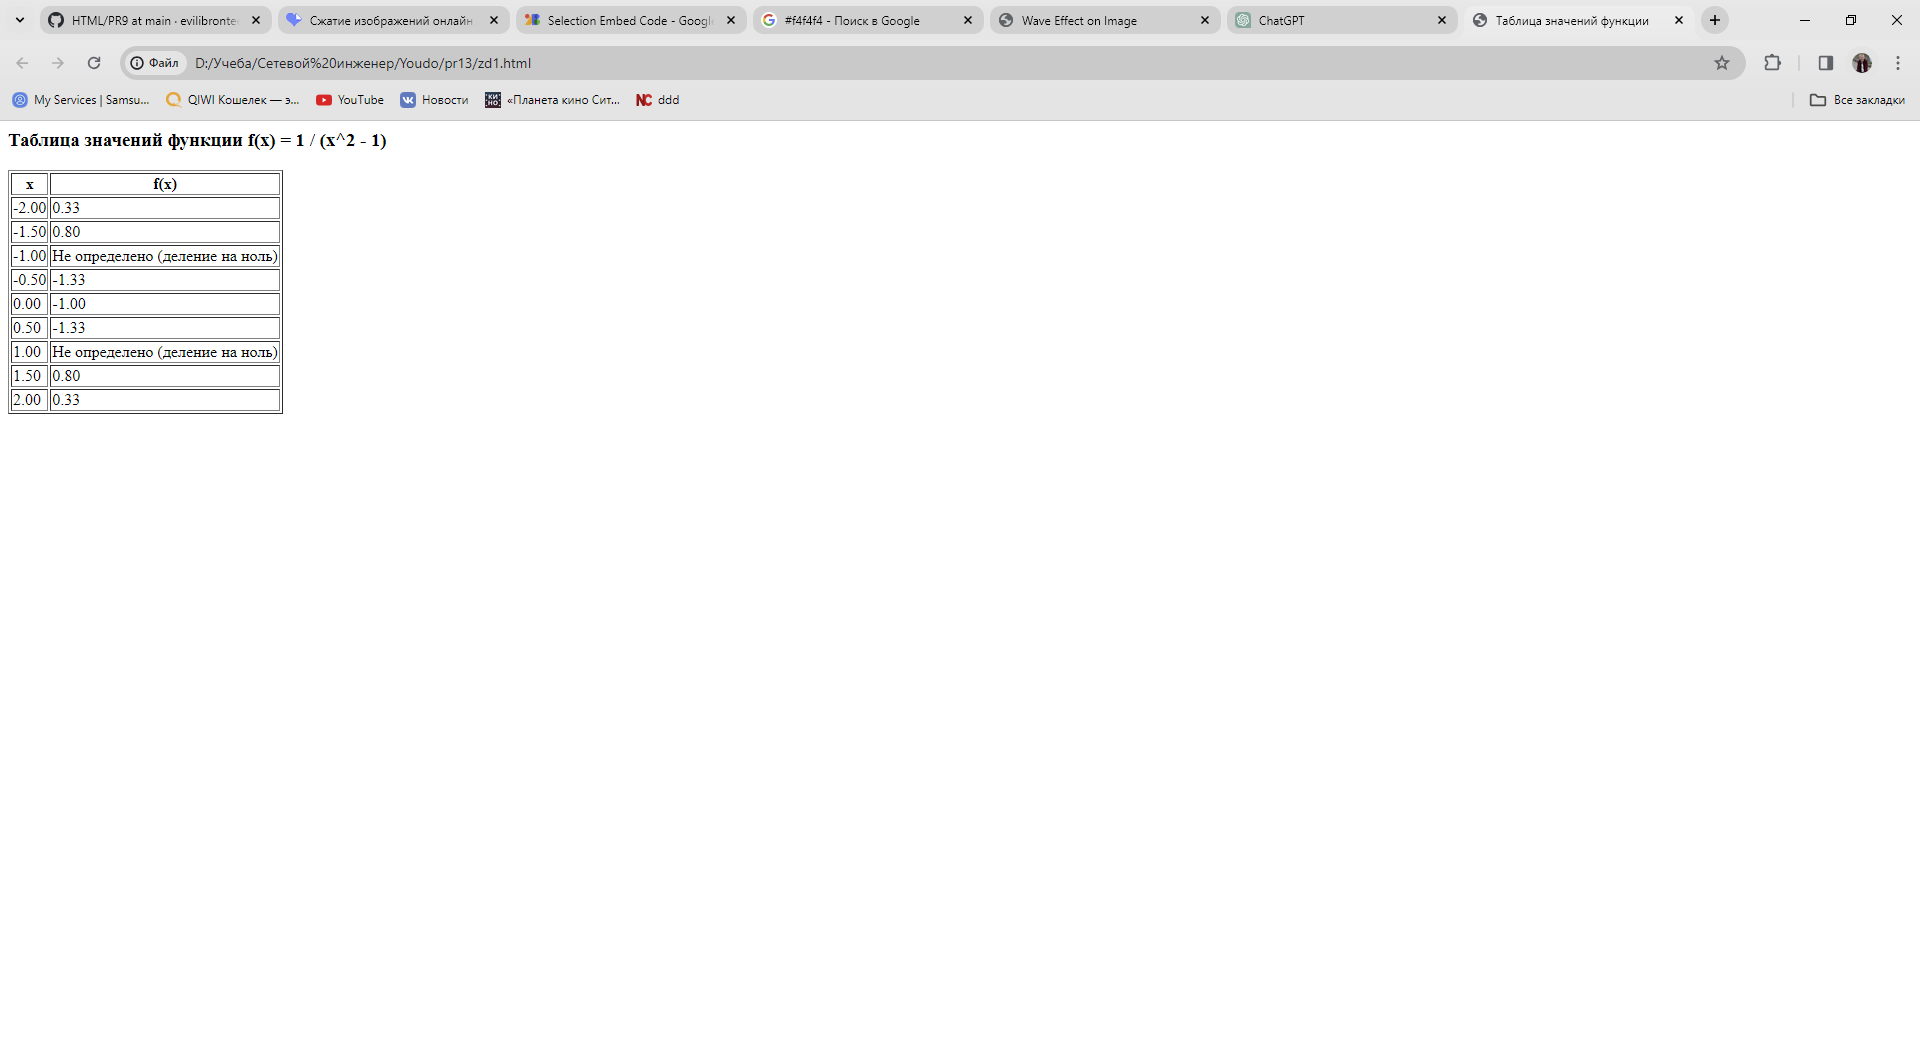 HTML/PR9 at main · evilibronte
Сжатие изображений онлайн
Selection Embed Code - Googl
#f4f4f4 - Поиск в Google
Wave Effect on Image
ChatGPT
Таблица значений функции
Файл D:/Учеба/Сетевой%20инженер/Youdo/pr13/zd1.html
My Services | Samsu...
QIWI Кошелек — э...
YouTube
Новости
КИНО
«Планета кино Сит...
NC ddd
Все закладки
Таблица значений функции f(x) = 1 / (x^2 - 1)
x f(x)
-2.00 0.33
-1.50 0.80
-1.00 Не определено (деление на ноль)
-0.50 -1.33
0.00 -1.00
0.50 -1.33
1.00 Не определено (деление на ноль)
1.50 0.80
2.00 0.33